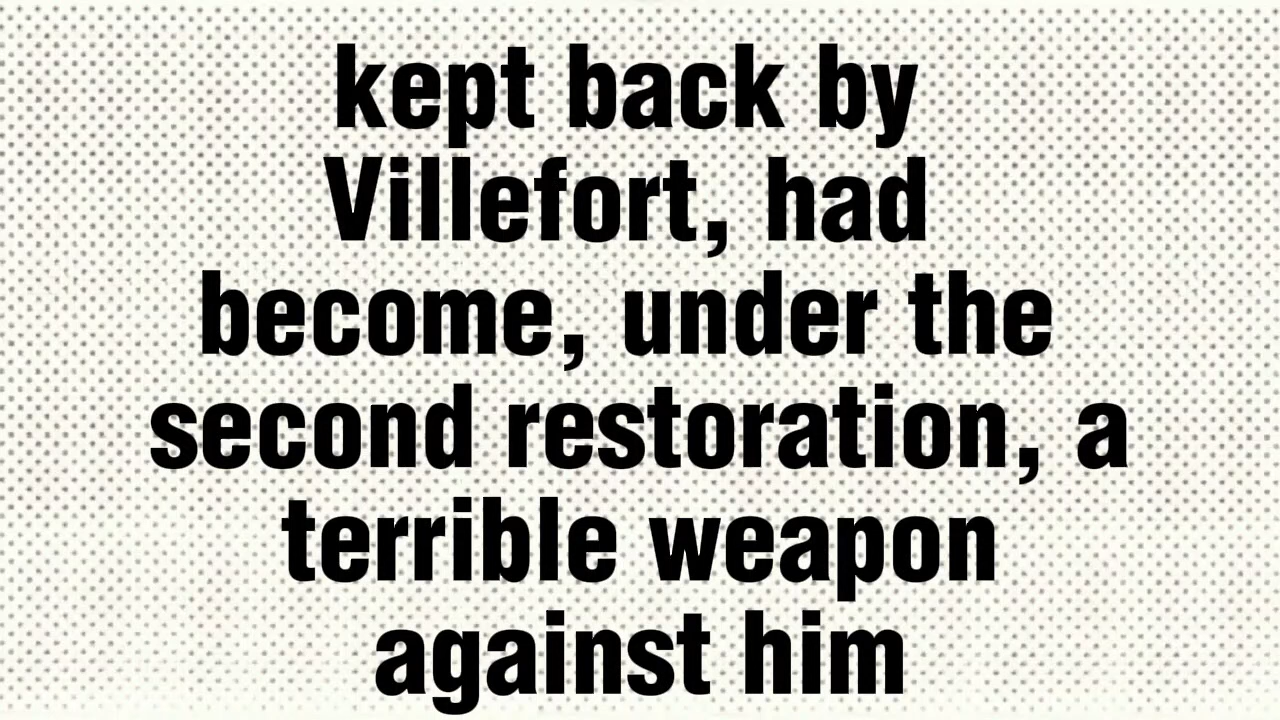 kept back by
Villefort, had
become, under the
second restoration, a
terrible weapon
against him